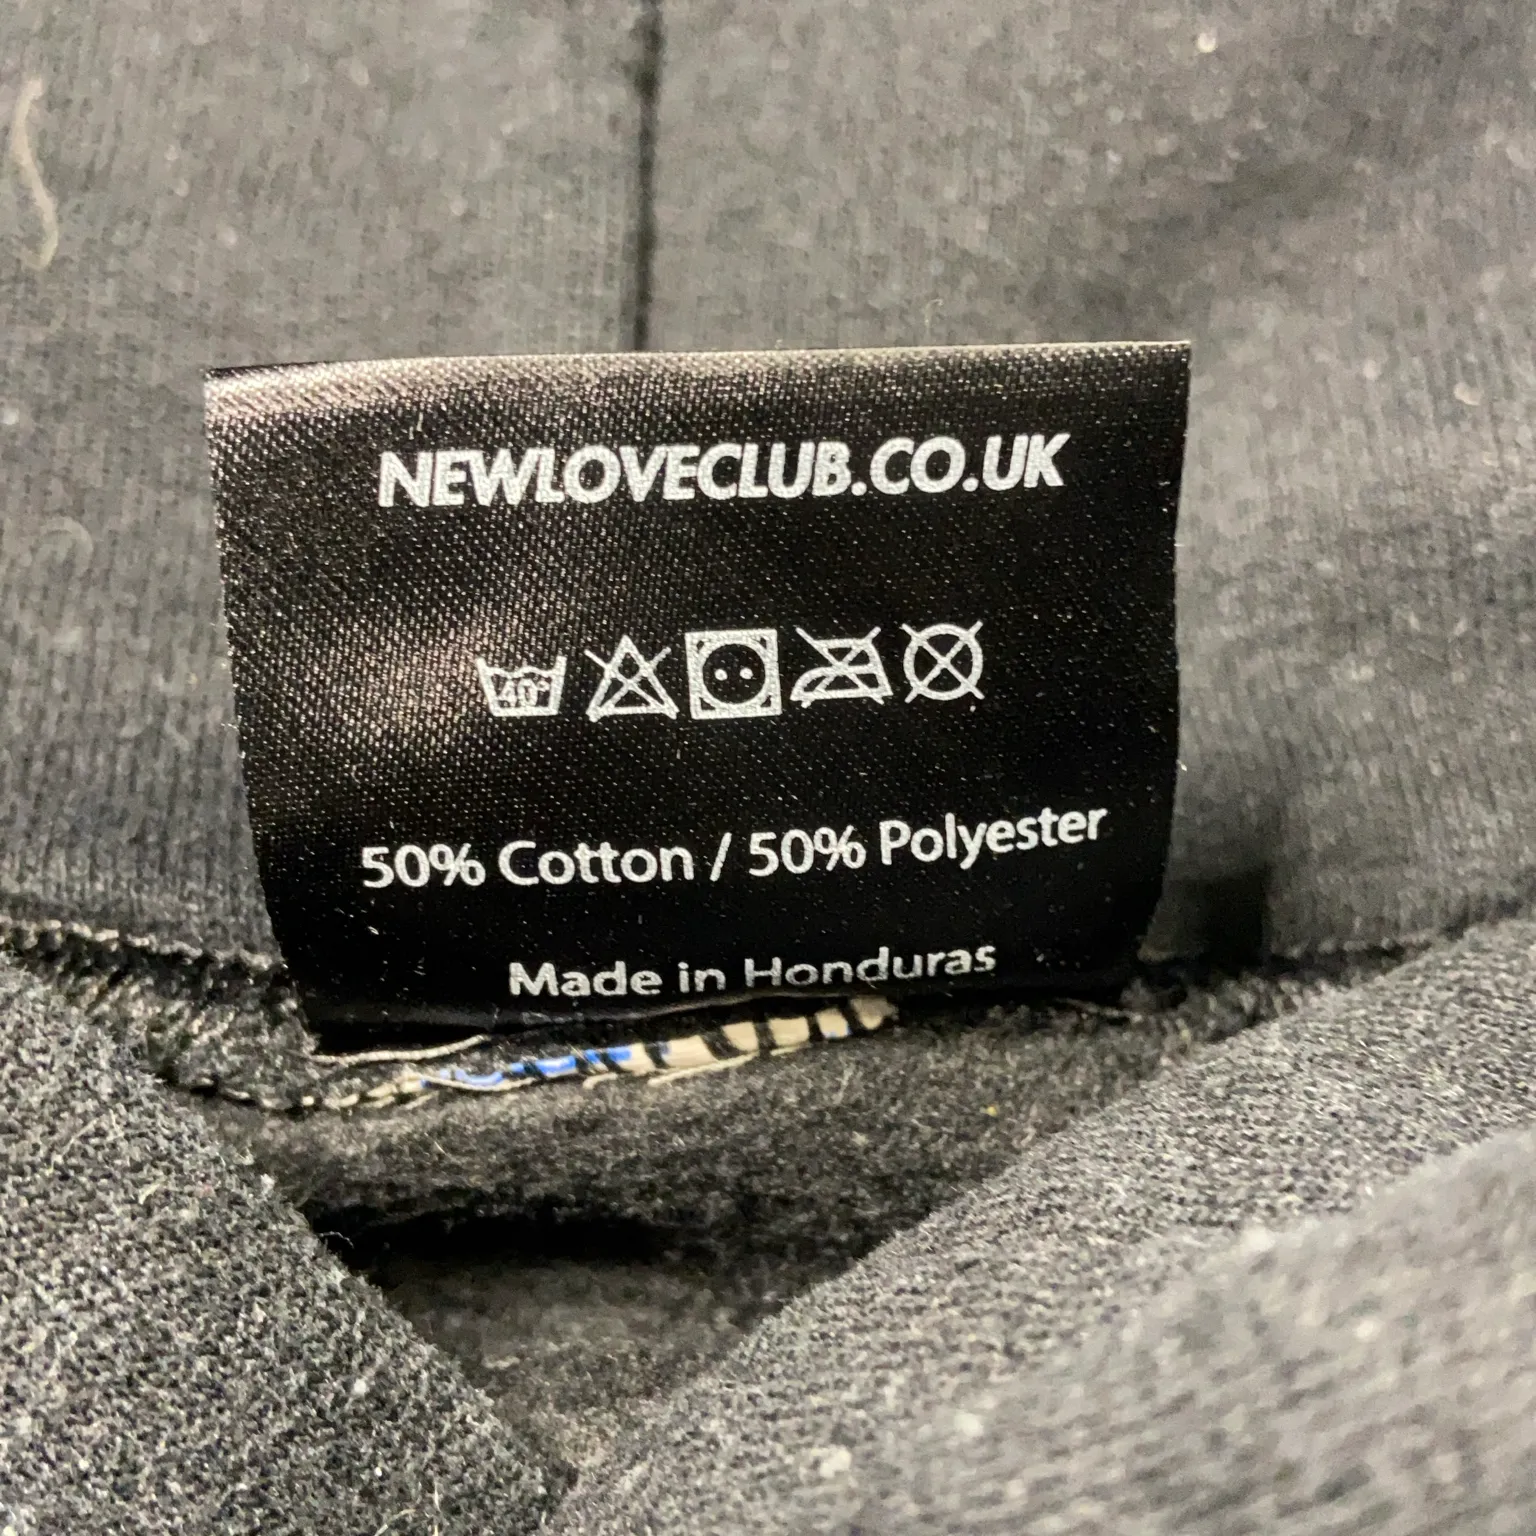 NEWLOVECLUB.CO.UK
40°
50% Cotton / 50% Polyester
Made in Honduras